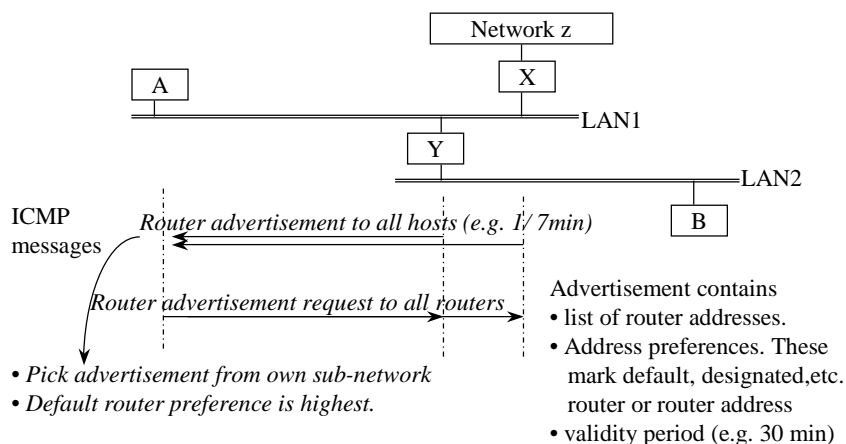 Network z
A
X
LAN1
Y
LAN2
B
ICMP
messages
Router advertisement to all hosts (e.g. 1/ 7min)
Router advertisement request to all routers
• Pick advertisement from own sub-network
• Default router preference is highest.
Advertisement contains
• list of router addresses.
• Address preferences. These
mark default, designated,etc.
router or router address
• validity period (e.g. 30 min)